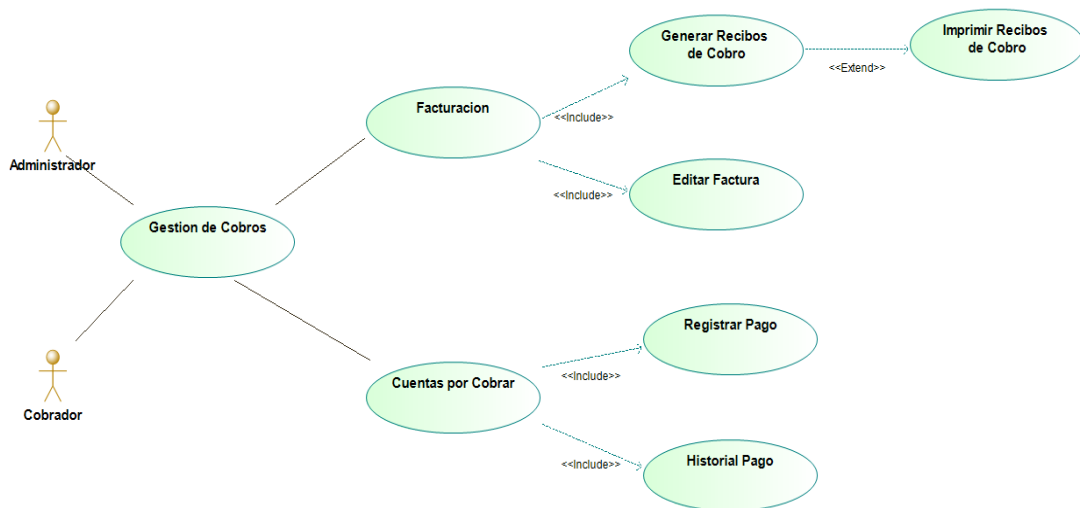 Generar Recibos
de Cobro
<<Extend>>
Imprimir Recibos
de Cobro
Administrador
Facturacion
<<Include>>
<<Include>>
Editar Factura
Gestion de Cobros
Cobrador
Cuentas por Cobrar
<<Include>>
Registrar Pago
<<Include>>
Historial Pago